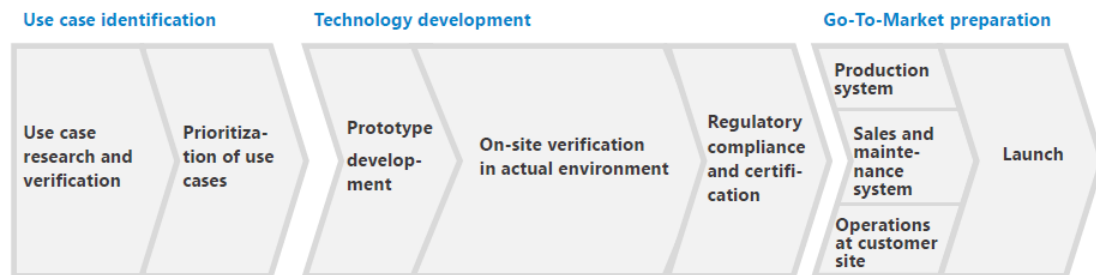 Use case identification
Technology development
Go-To-Market preparation
Use case
research and
verification
Prioritiza-
tion of use
cases
Prototype
develop-
ment
On-site verification
in actual environment
Regulatory
compliance
and certifi-
cation
Production
system
Sales and
mainte-
nance
system
Operations
at customer
site
Launch